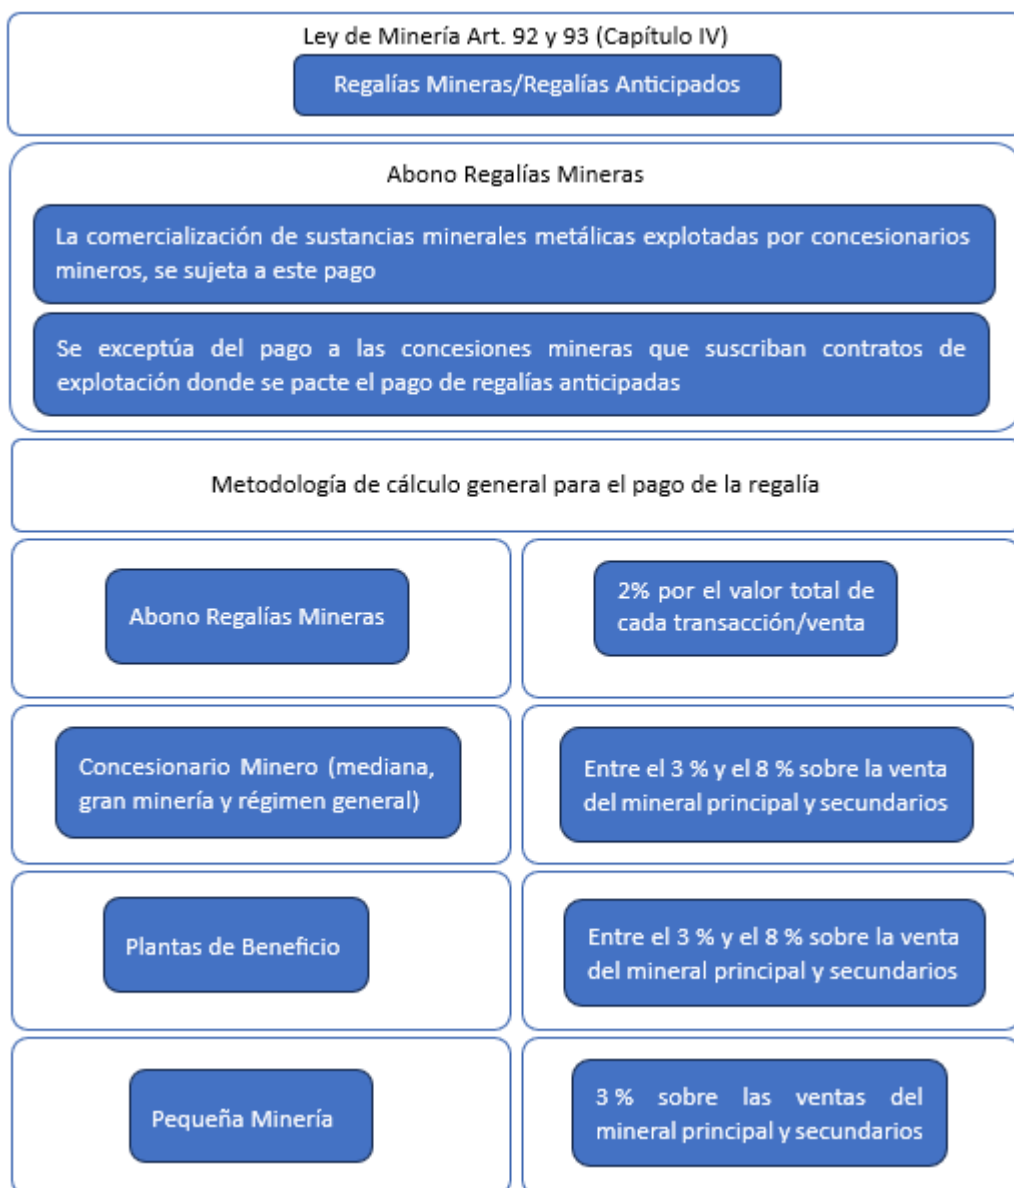 Ley de Minería Art. 92 y 93 (Capítulo IV)
Regalías Mineras/Regalías Anticipados
Abono Regalías Mineras
La comercialización de sustancias minerales metálicas explotadas por concesionarios
mineros, se sujeta a este pago
Se exceptúa del pago a las concesiones mineras que suscriban contratos de
explotación donde se pacte el pago de regalías anticipadas
Metodología de cálculo general para el pago de la regalía
Abono Regalías Mineras
2% por el valor total de
cada transacción/venta
Concesionario Minero (mediana,
gran minería y régimen general)
Entre el 3 % y el 8 % sobre la venta
del mineral principal y secundarios
Plantas de Beneficio
Entre el 3 % y el 8 % sobre la venta
del mineral principal y secundarios
Pequeña Minería
3 % sobre las ventas del
mineral principal y secundarios